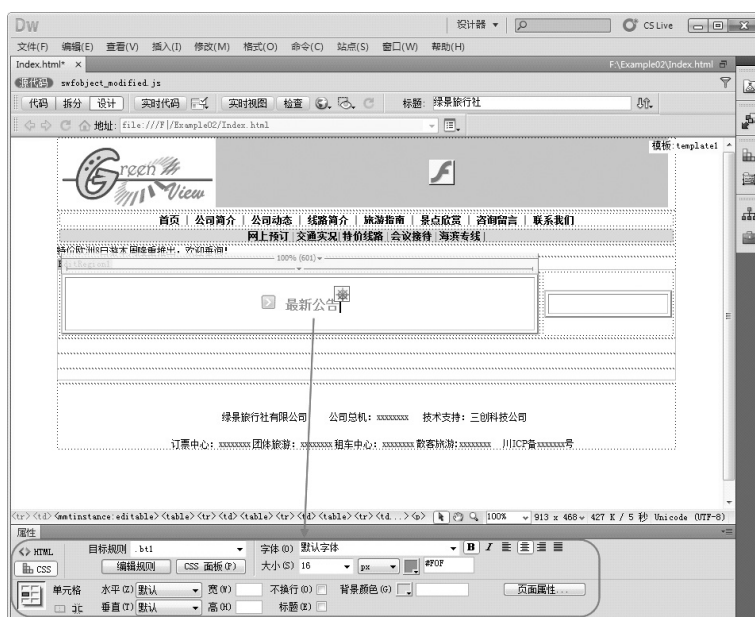 Dw 设计器 CS Live
文件(F) 编辑(E) 查看(V) 插入(I) 修改(M) 格式(O) 命令(C) 站点(S) 窗口(W) 帮助(H)
Index.html* × F:\Example02\Index.html
源代码 swfobject_modified.js
代码 拆分 设计 实时代码 实时视图 检查 标题: 绿景旅行社
地址: file:///F|/Example02/Index.html
模板:template1
Green View
首页 | 公司简介 | 公司动态 | 线路简介 | 旅游指南 | 景点欣赏 | 咨询留言 | 联系我们
网上预订 | 交通实况 | 特价线路 | 会议接待 | 海滨专线 |
100% (601)
EditRegion1
最新公告
绿景旅行社有限公司 公司总机: xxxxxxxx 技术支持: 三创科技公司
订票中心: xxxxxxx 团体旅游: xxxxxxx 租车中心: xxxxxxx 散客旅游:xxxxxxx 川ICP备xxxxxxx号
<tr><td><mmtinstance:editable><table><tr><td><table><tr><td><table><tr><td...><p> 100% 913 x 468 427 K / 5 秒 Unicode (UTF-8)
属性
<> HTML 目标规则 .bt1 字体(O) 默认字体 B I
CSS 编辑规则 CSS 面板(P) 大小(S) 16 px #F0F
单元格 水平(Z) 默认 宽(W) 不换行(O) 背景颜色(G) 页面属性...
垂直(T) 默认 高(H) 标题(E)